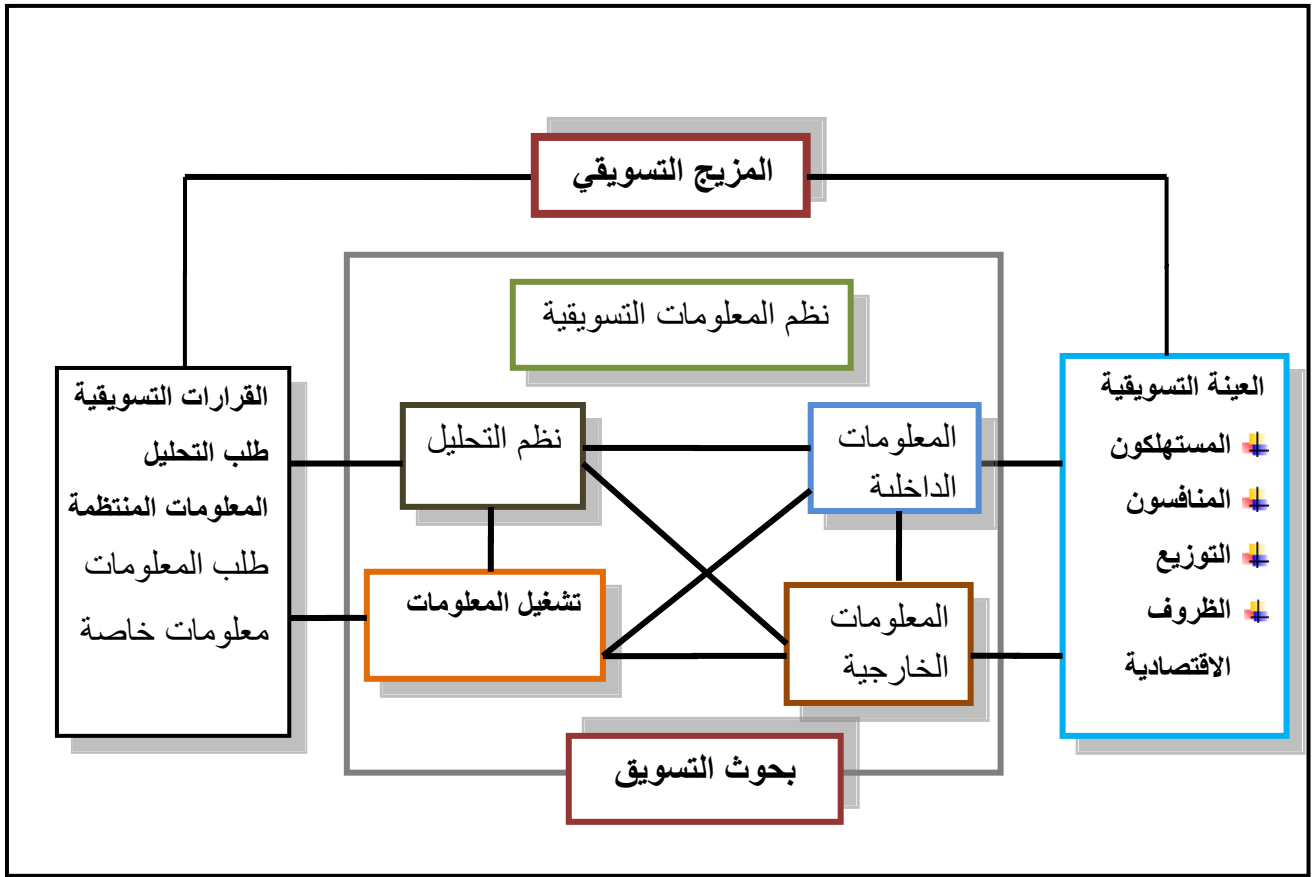 المزيج التسويقي
نظم المعلومات التسويقية
العينة التسويقية
المستهلكون
المنافسون
التوزيع
الظروف
الاقتصادية
المعلومات
الداخلية
المعلومات
الخارجية
نظم التحليل
تشغيل المعلومات
القرارات التسويقية
طلب التحليل
المعلومات المنتظمة
طلب المعلومات
معلومات خاصة
بحوث التسويق